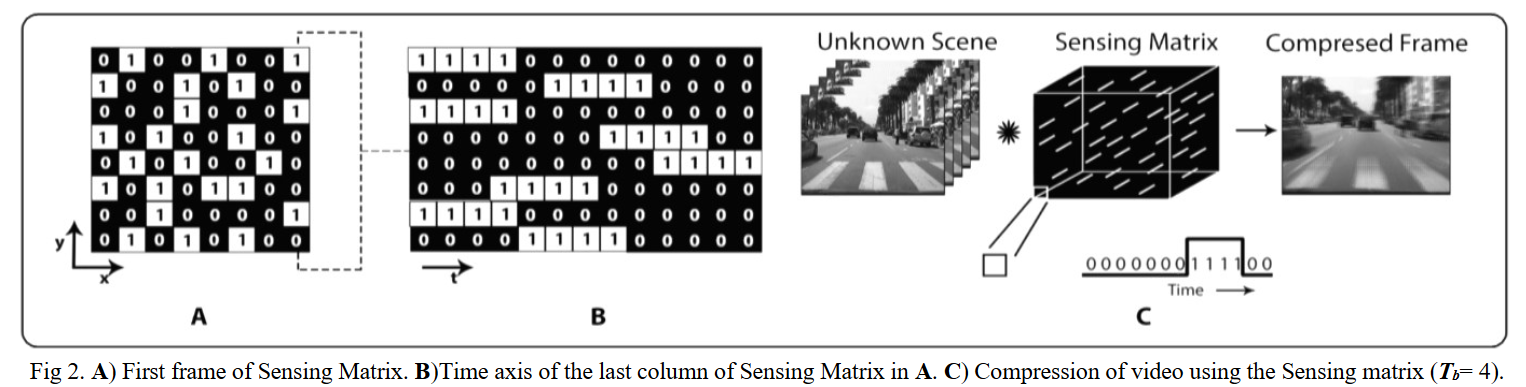 0 1 0 0 1 0 0 1
1 0 0 1 0 1 0 0
0 0 0 1 0 0 0 1
1 0 1 0 0 1 0 0
0 1 0 1 0 0 1 0
1 0 1 0 1 1 0 0
0 0 1 0 0 0 0 1
0 1 0 1 0 1 0 0
y
x
A
1 1 1 1 0 0 0 0 0 0 0 0 0
0 0 0 0 0 1 1 1 1 0 0 0 0
1 1 1 1 0 0 0 0 0 0 0 0 0
0 0 0 0 0 0 0 1 1 1 1 0 0
0 0 0 0 0 0 0 0 0 1 1 1 1
0 0 0 1 1 1 1 0 0 0 0 0 0
1 1 1 1 0 0 0 0 0 0 0 0 0
0 0 0 0 1 1 1 1 0 0 0 0 0
t
B
Unknown Scene
Sensing Matrix
Compresed Frame
0 0 0 0 0 0 0 1 1 1 1 0 0
Time
C
Fig 2. A) First frame of Sensing Matrix. B)Time axis of the last column of Sensing Matrix in A. C) Compression of video using the Sensing matrix (Tb= 4).